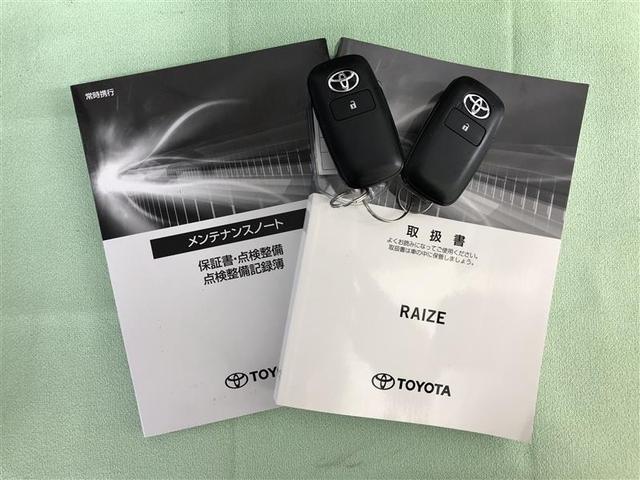 常時携行
メンテナンスノート
保証書・点検整備
点検整備記録簿
TOY
取扱書
よくお読みになってご使用ください。
取扱書は車の中に保管しましょう。
RAIZE
TOYOTA